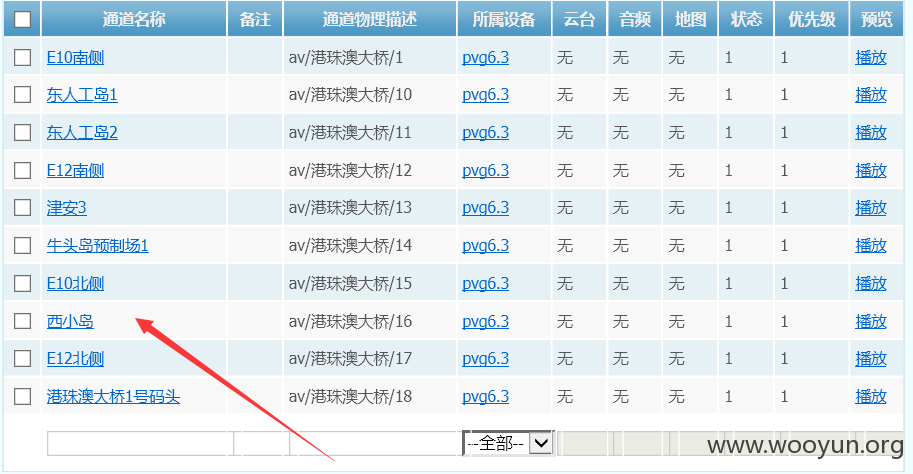 通道名称 备注 通道物理描述 所属设备 云台 音频 地图 状态 优先级 预览
E10南侧 av/港珠澳大桥/1 pvg6.3 无 无 无 1 1 播放
东人工岛1 av/港珠澳大桥/10 pvg6.3 无 无 无 1 1 播放
东人工岛2 av/港珠澳大桥/11 pvg6.3 无 无 无 1 1 播放
E12南侧 av/港珠澳大桥/12 pvg6.3 无 无 无 1 1 播放
津安3 av/港珠澳大桥/13 pvg6.3 无 无 无 1 1 播放
牛头岛预制场1 av/港珠澳大桥/14 pvg6.3 无 无 无 1 1 播放
E10北侧 av/港珠澳大桥/15 pvg6.3 无 无 无 1 1 播放
西小岛 av/港珠澳大桥/16 pvg6.3 无 无 无 1 1 播放
E12北侧 av/港珠澳大桥/17 pvg6.3 无 无 无 1 1 播放
港珠澳大桥1号码头 av/港珠澳大桥/18 pvg6.3 无 无 无 1 1 播放
--全部-- www.wooyun.org